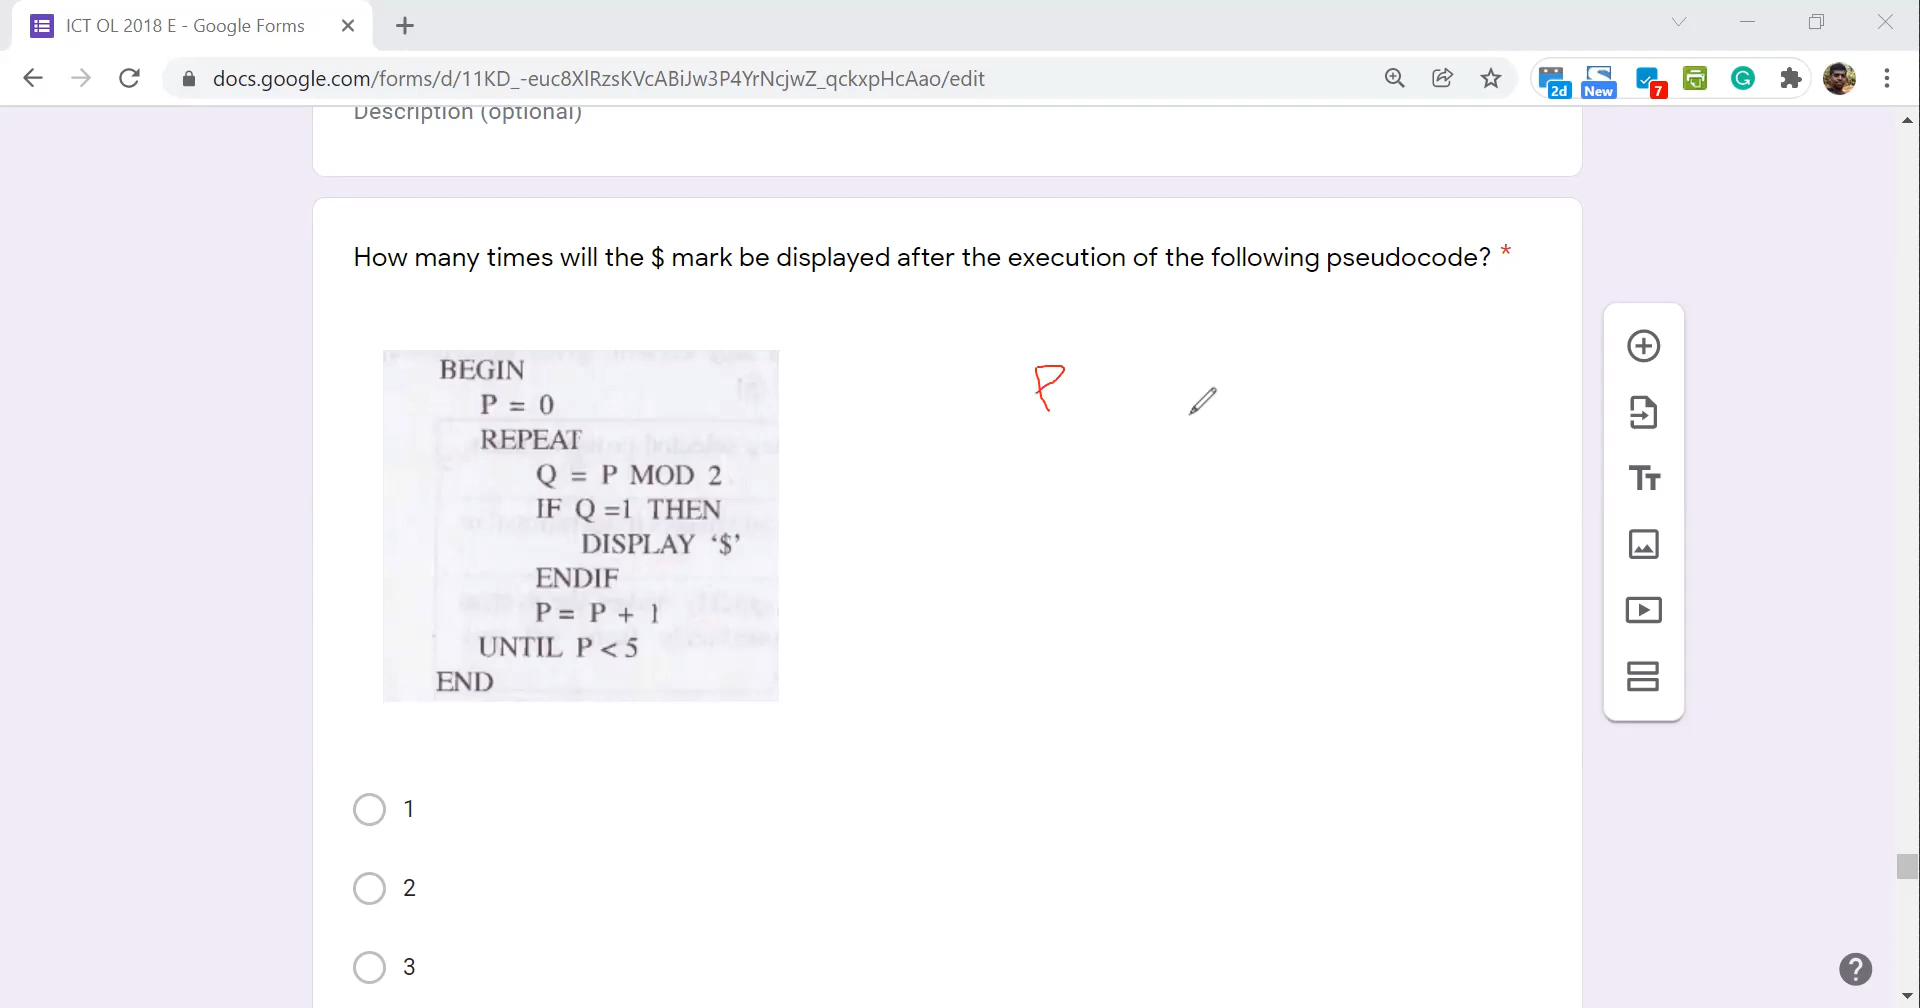 ICT OL 2018 E - Google Forms
docs.google.com/forms/d/11KD_-euc8XlRzsKVcABiJw3P4YrNcjwZ_qckxpHcAao/edit
2d
New
7
Description (optional)
How many times will the $ mark be displayed after the execution of the following pseudocode? *
BEGIN
P = 0
REPEAT
Q = P MOD 2
IF Q =1 THEN
DISPLAY ‘$’
ENDIF
P = P + 1
UNTIL P < 5
END
P
Tт
1
2
3